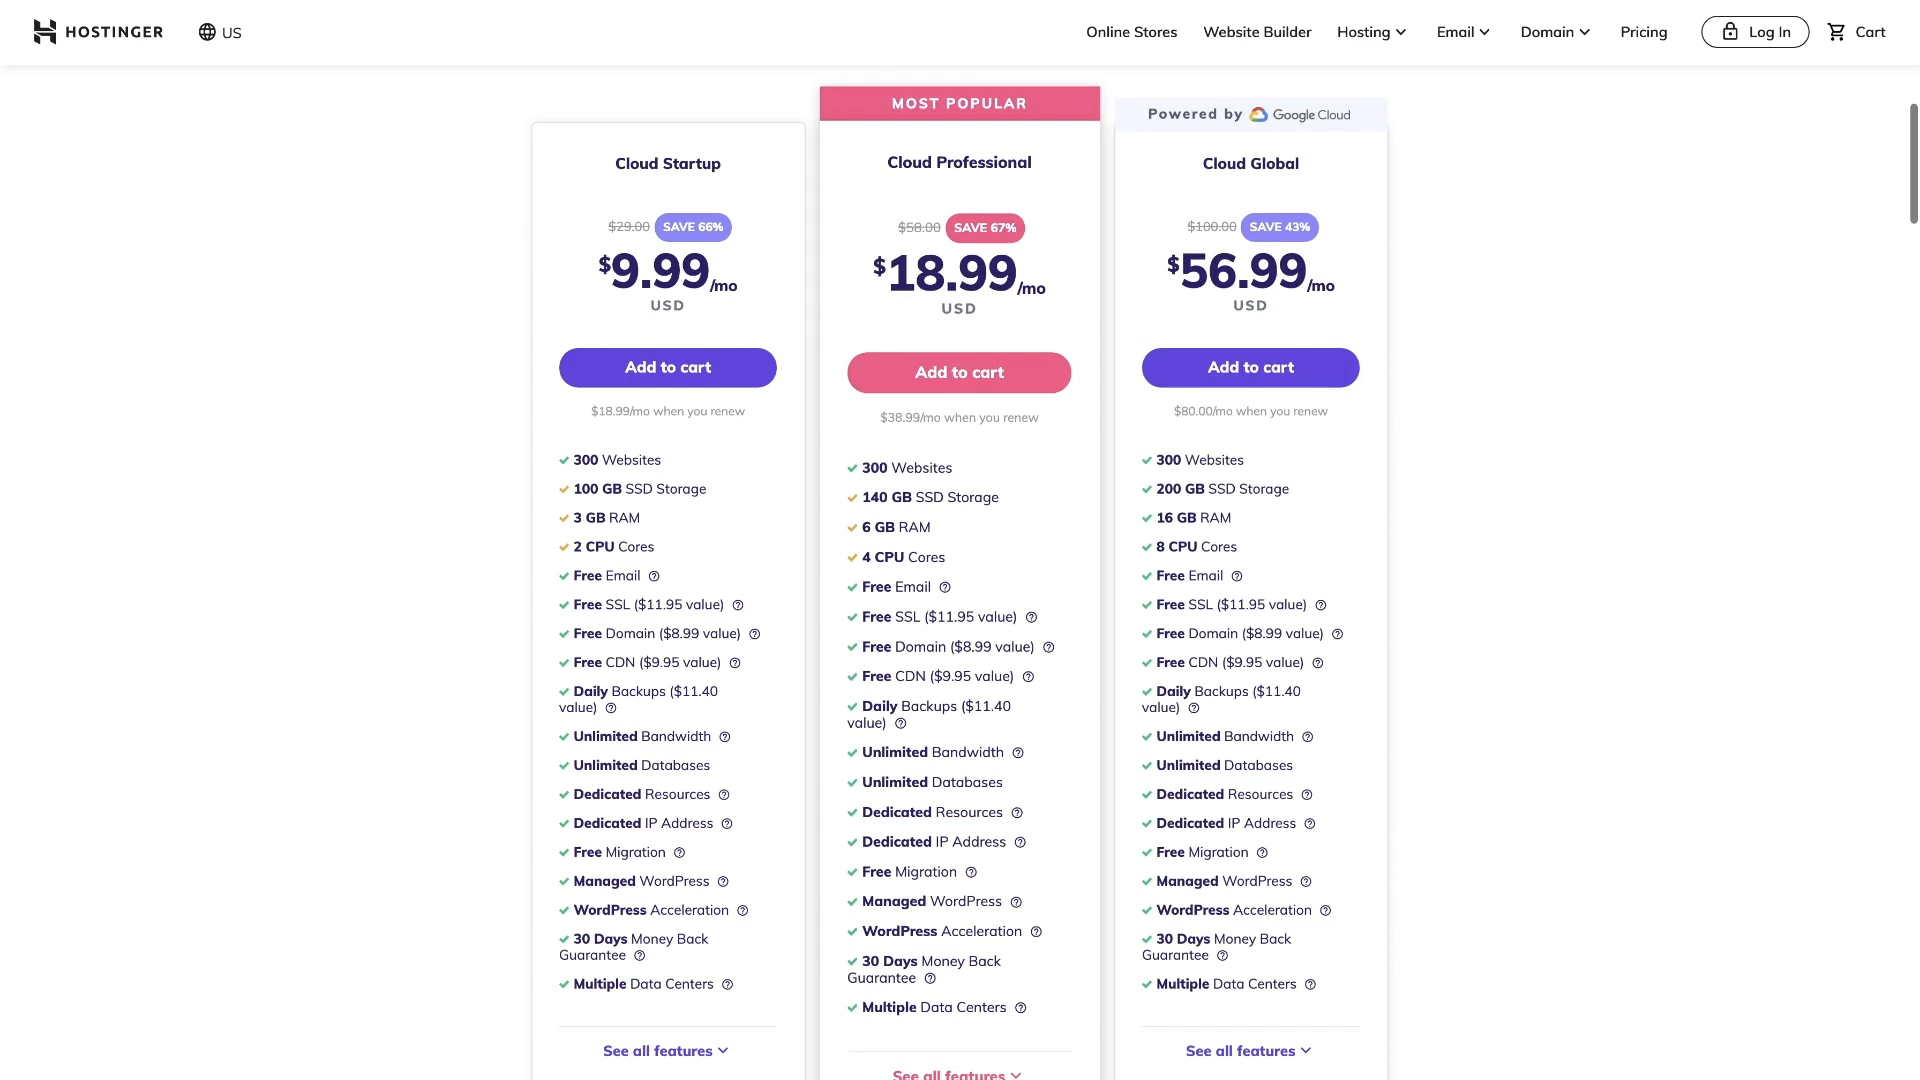 HOSTINGER
US
Online Stores
Website Builder
Hosting
Email
Domain
Pricing
Log In
Cart
Cloud Startup
$29.00 SAVE 66%
$9.99/mo
USD
Add to cart
$18.99/mo when you renew
300 Websites
100 GB SSD Storage
3 GB RAM
2 CPU Cores
Free Email
Free SSL ($11.95 value)
Free Domain ($8.99 value)
Free CDN ($9.95 value)
Daily Backups ($11.40
value)
Unlimited Bandwidth
Unlimited Databases
Dedicated Resources
Dedicated IP Address
Free Migration
Managed WordPress
WordPress Acceleration
30 Days Money Back
Guarantee
Multiple Data Centers
See all features
MOST POPULAR
Cloud Professional
$58.00 SAVE 67%
$18.99/mo
USD
Add to cart
$38.99/mo when you renew
300 Websites
140 GB SSD Storage
6 GB RAM
4 CPU Cores
Free Email
Free SSL ($11.95 value)
Free Domain ($8.99 value)
Free CDN ($9.95 value)
Daily Backups ($11.40
value)
Unlimited Bandwidth
Unlimited Databases
Dedicated Resources
Dedicated IP Address
Free Migration
Managed WordPress
WordPress Acceleration
30 Days Money Back
Guarantee
Multiple Data Centers
See all features
Powered by Google Cloud
Cloud Global
$100.00 SAVE 43%
$56.99/mo
USD
Add to cart
$80.00/mo when you renew
300 Websites
200 GB SSD Storage
16 GB RAM
8 CPU Cores
Free Email
Free SSL ($11.95 value)
Free Domain ($8.99 value)
Free CDN ($9.95 value)
Daily Backups ($11.40
value)
Unlimited Bandwidth
Unlimited Databases
Dedicated Resources
Dedicated IP Address
Free Migration
Managed WordPress
WordPress Acceleration
30 Days Money Back
Guarantee
Multiple Data Centers
See all features